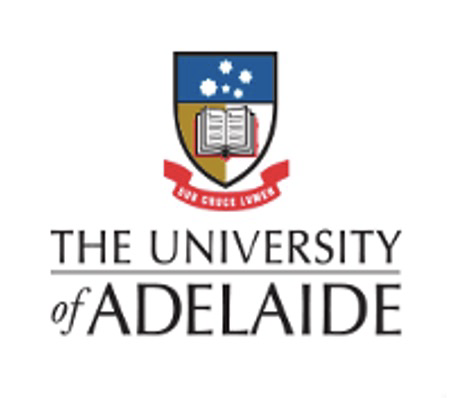 SUB CRUCE LUMEN
THE UNIVERSITY
of ADELAIDE